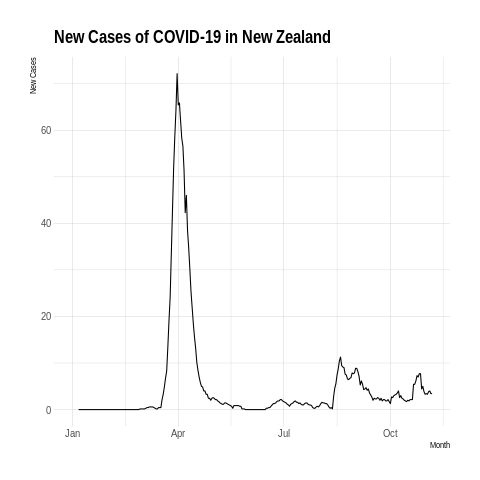 New Cases of COVID-19 in New Zealand
New Cases
60
40
20
0
Jan Apr Jul Oct
Month